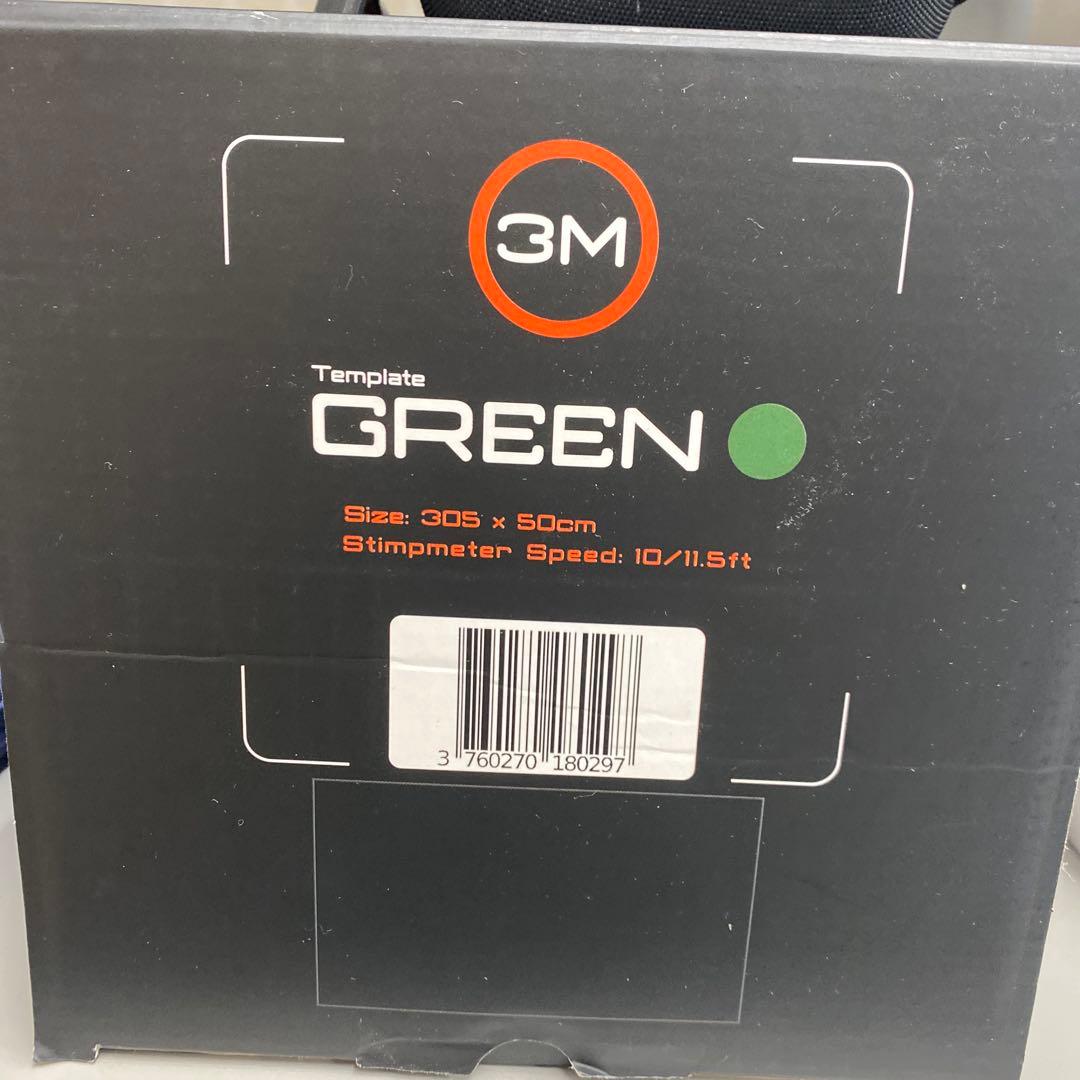 3M
Template
GREEN
Size: 305 x 50cm
Stimpmeter Speed: 10/11.5ft
3 760270 180297